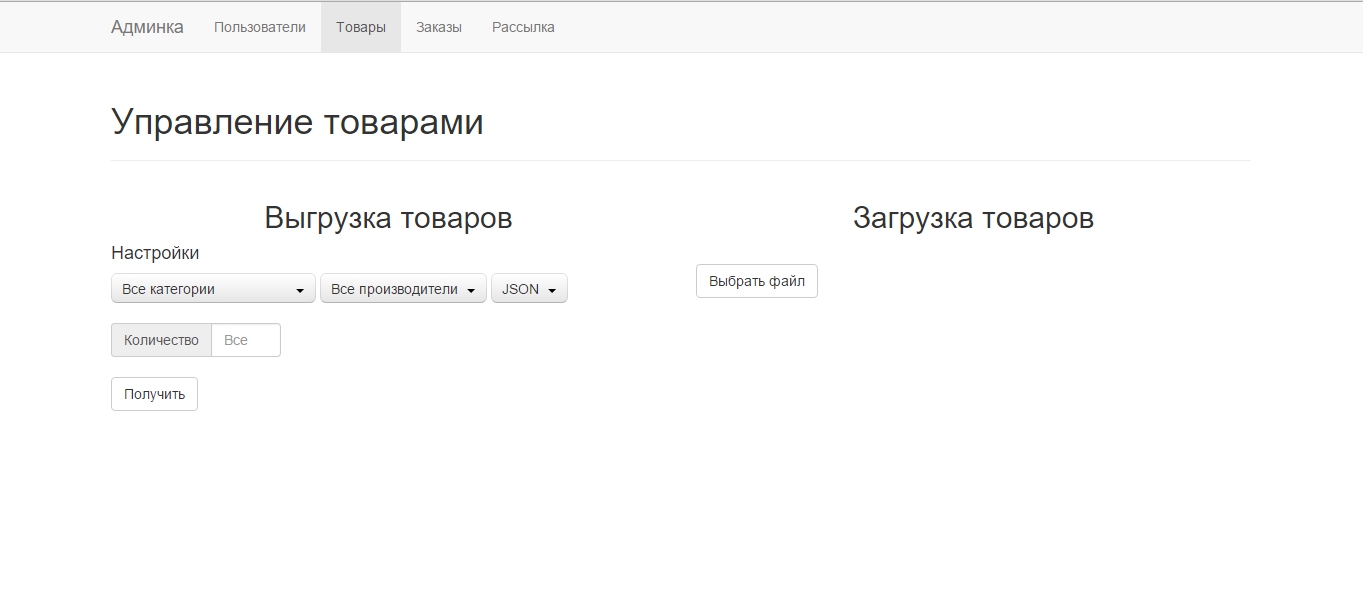 Админка Пользователи Товары Заказы Рассылка
Управление товарами
Выгрузка товаров
Настройки
Все категории Все производители JSON
Количество Все
Получить
Загрузка товаров
Выбрать файл